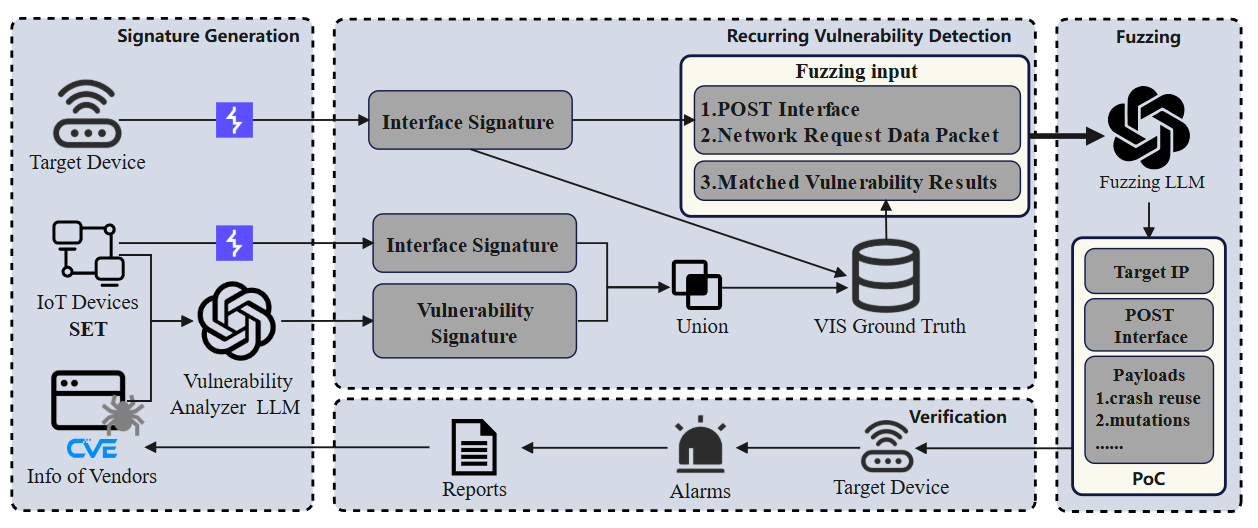 Signature Generation
Target Device
IoT Devices
SET
Vulnerability
Analyzer LLM
CVE
Info of Vendors
Recurring Vulnerability Detection
Interface Signature
Fuzzing input
1.POST Interface
2.Network Request Data Packet
3.Matched Vulnerability Results
Interface Signature
Vulnerability
Signature
Union
VIS Ground Truth
Fuzzing
Fuzzing LLM
Target IP
POST
Interface
Payloads
1.crash reuse
2.mutations
......
PoC
Verification
Reports
Alarms
Target Device